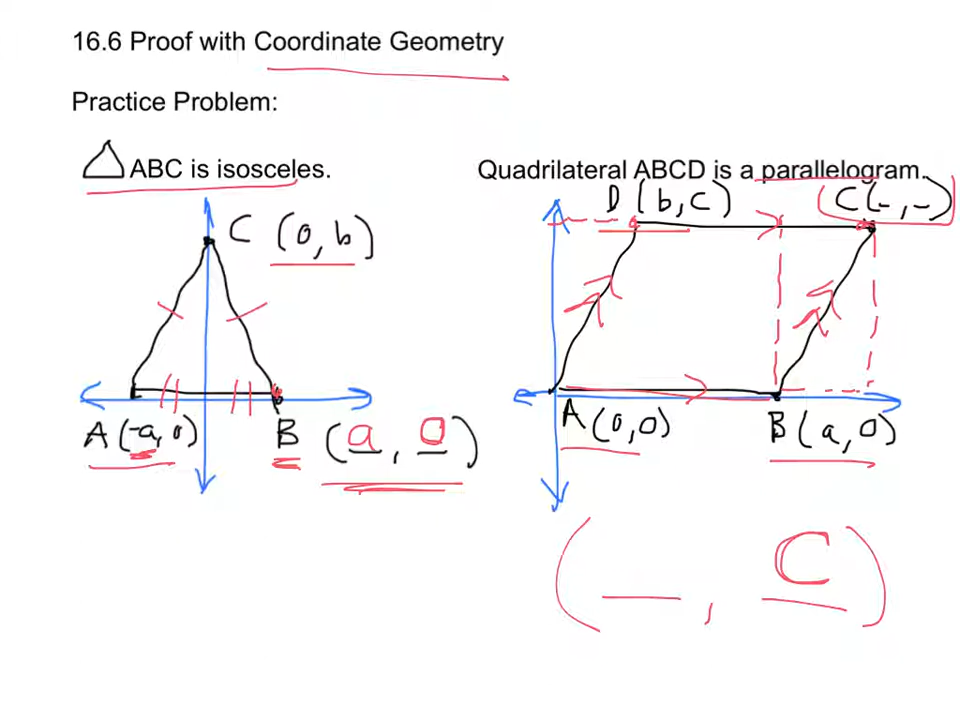 16.6 Proof with Coordinate Geometry
Practice Problem:
ABC is isosceles.
C (0, b)
A (-a, 0)
B (a, 0)
Quadrilateral ABCD is a parallelogram.
D (b, c)
C (-, -)
A (0, 0)
B (a, 0)
( __ , C )